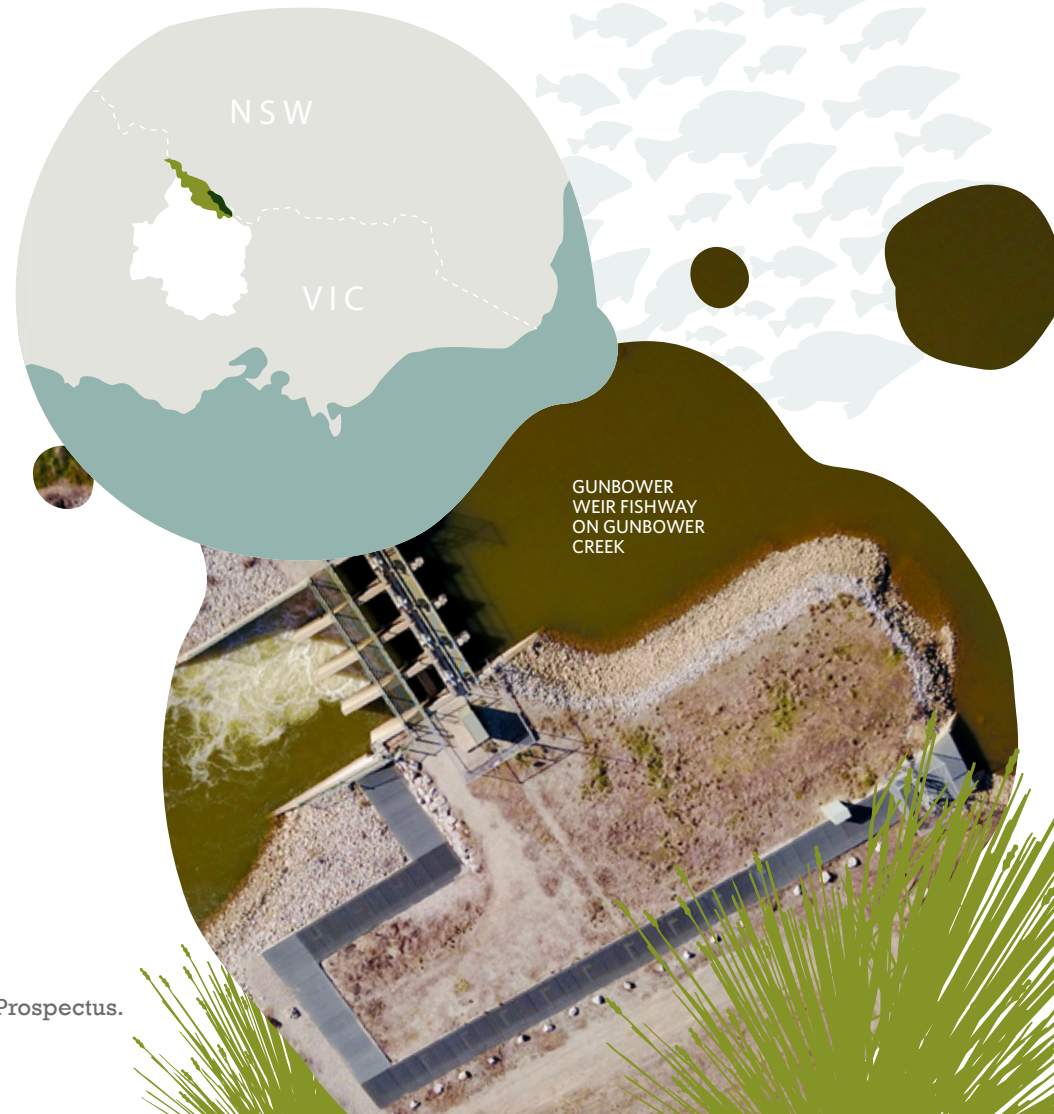 NSW
VIC
GUNBOWER
WEIR FISHWAY
ON GUNBOWER
CREEK
Prospectus.